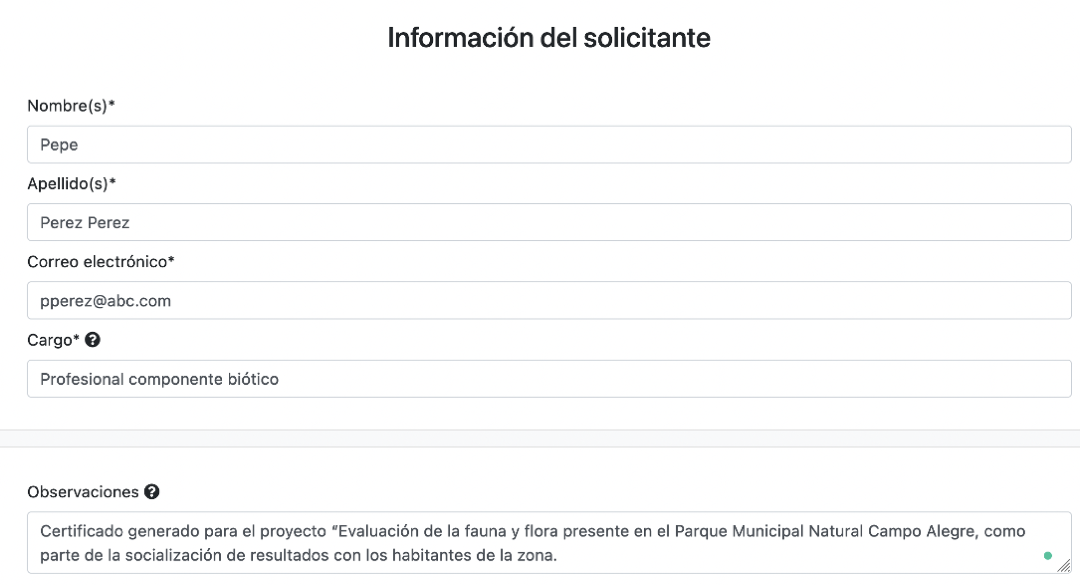 Información del solicitante
Nombre(s)*
Pepe
Apellido(s)*
Perez Perez
Correo electrónico*
pperez@abc.com
Cargo* ?
Profesional componente biótico
Observaciones ?
Certificado generado para el proyecto “Evaluación de la fauna y flora presente en el Parque Municipal Natural Campo Alegre, como
parte de la socialización de resultados con los habitantes de la zona.